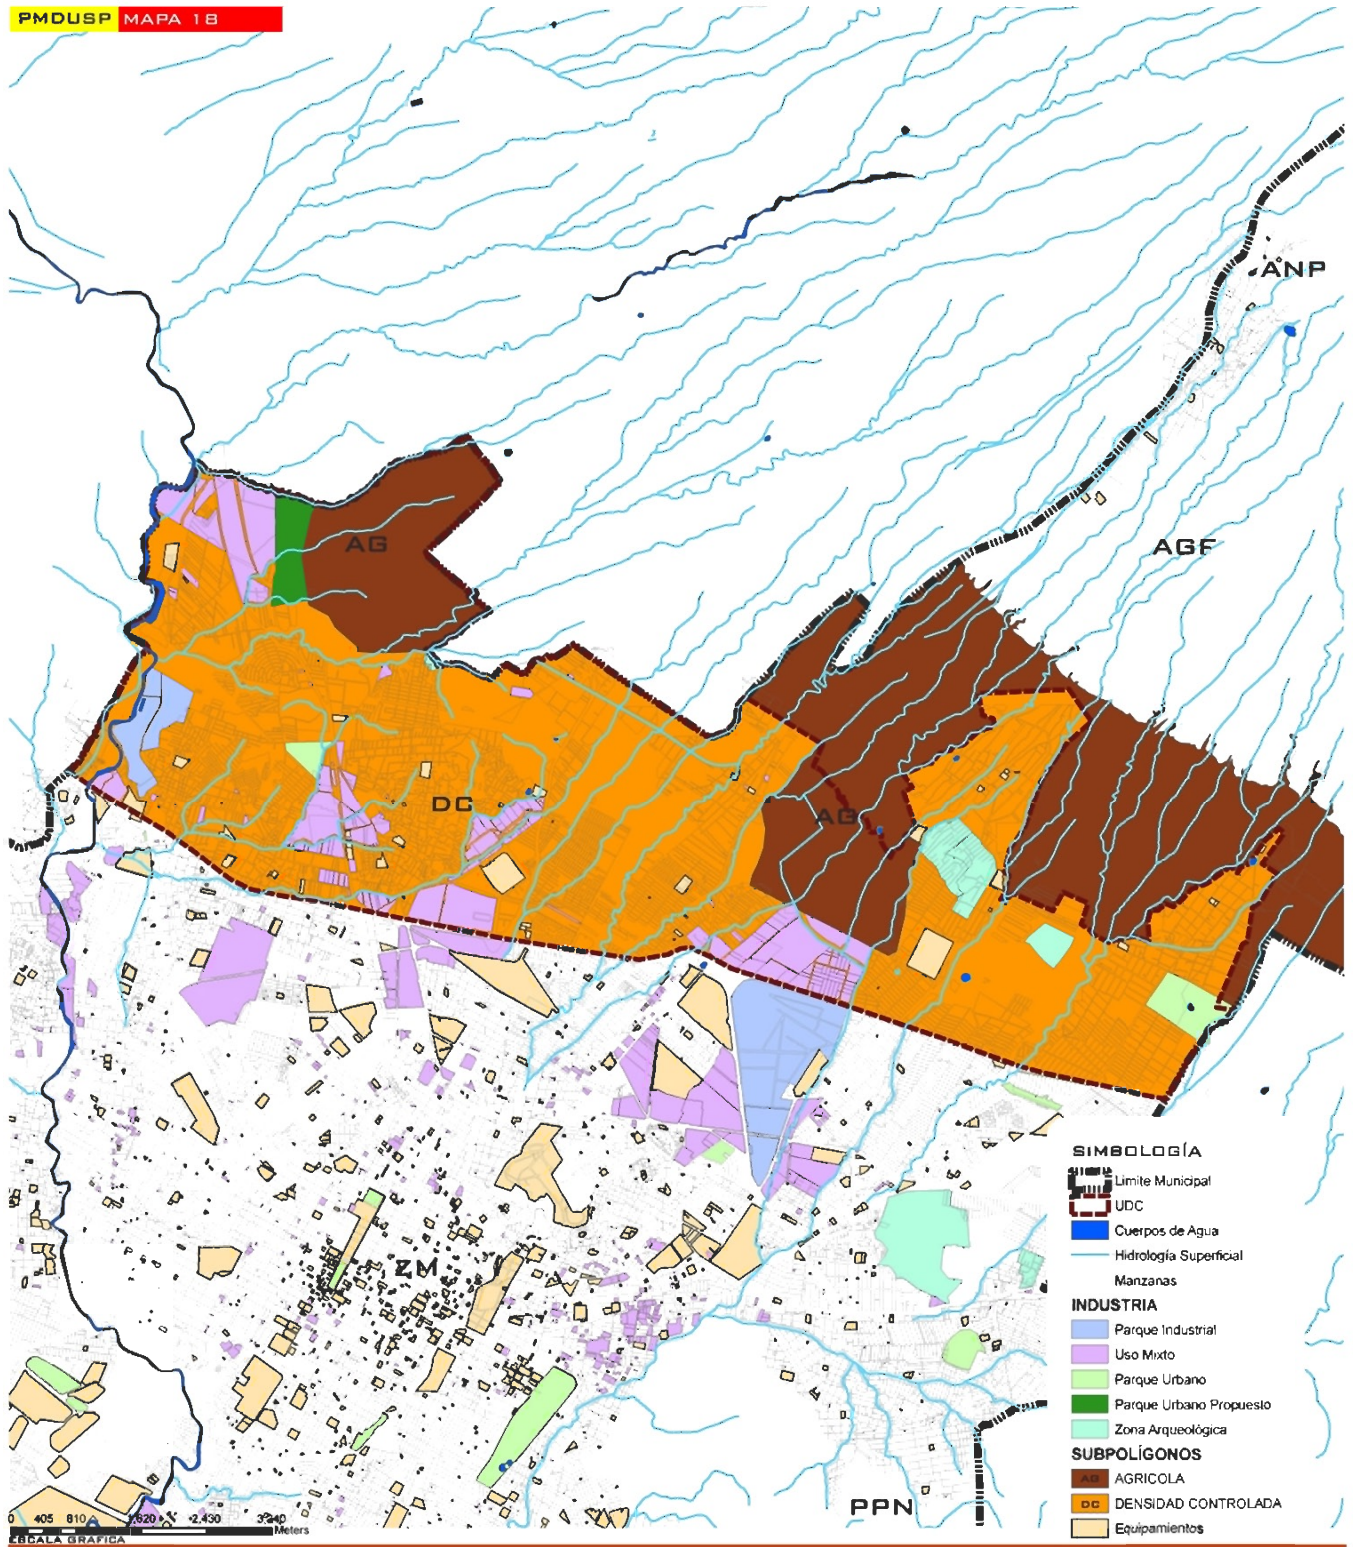 PMDUSP MAPA 18
ANP
AGF
AG
DC
AG
ZM
PPN
SIMBOLOGÍA
Limite Municipal
UDC
Cuerpos de Agua
Hidrología Superficial
Manzanas
INDUSTRIA
Parque Industrial
Uso Mixto
Parque Urbano
Parque Urbano Propuesto
Zona Arqueológica
SUBPOLÍGONOS
AG AGRICOLA
DC DENSIDAD CONTROLADA
Equipamientos
0 405 810 1,620 2,430 3,240
Meters
ESCALA GRAFICA